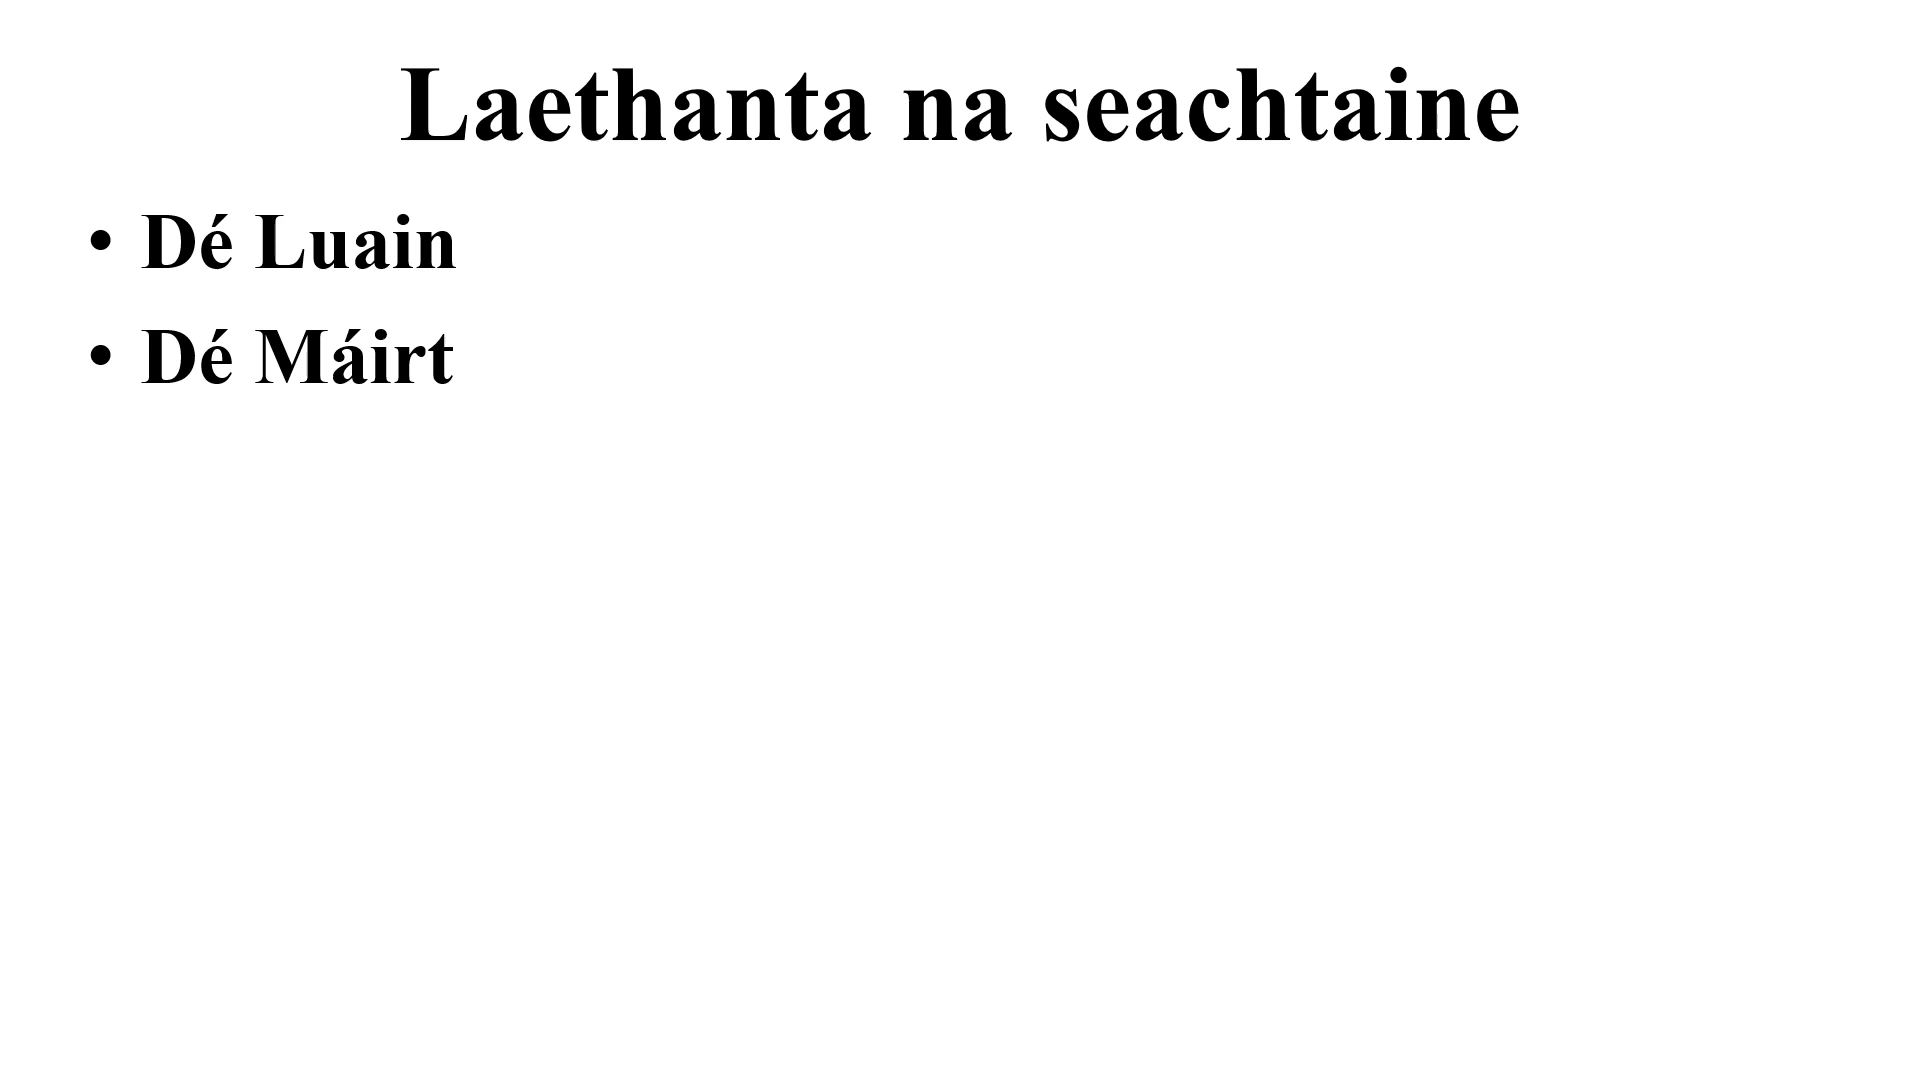 Laethanta na seachtaine
• Dé Luain
• Dé Máirt